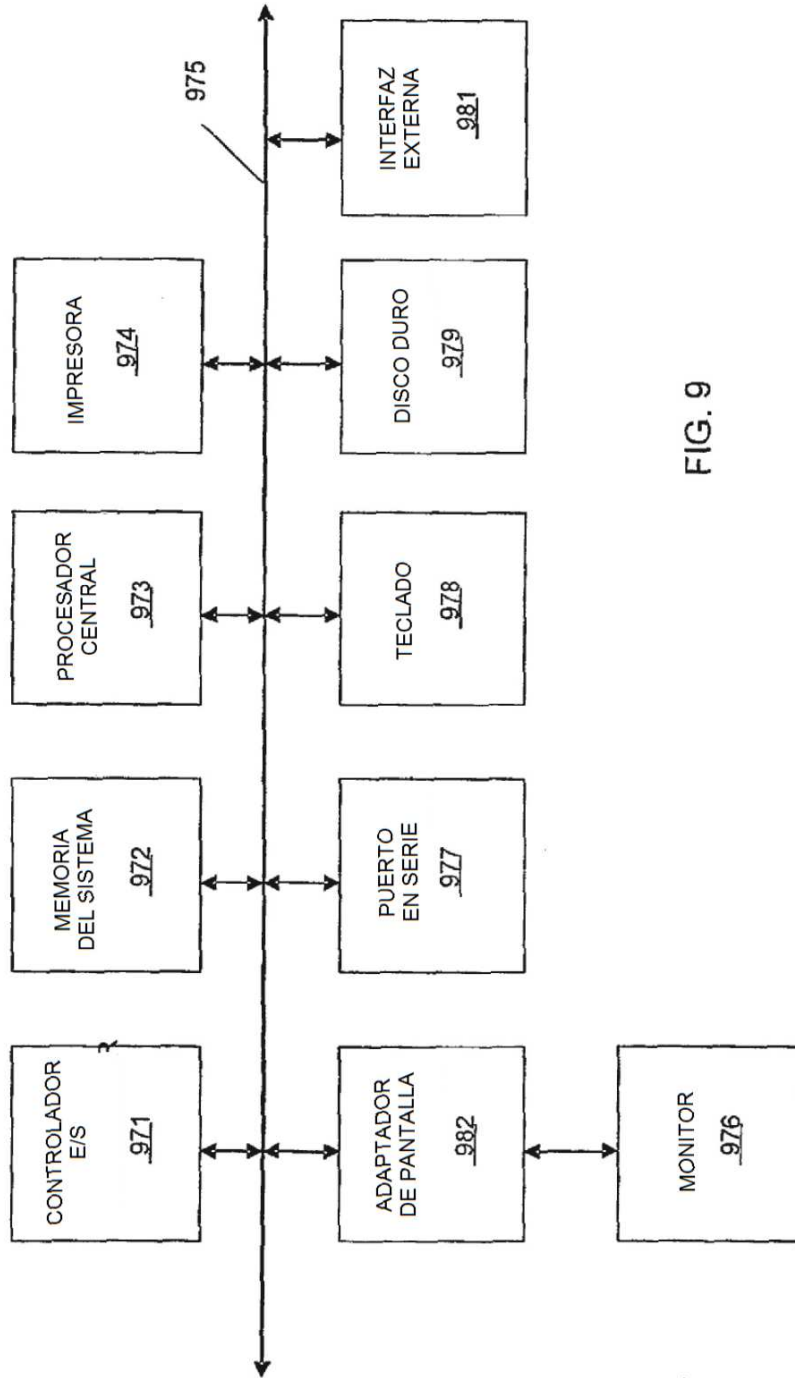 CONTROLADOR
E/S
971
MEMORIA
DEL SISTEMA
972
PROCESADOR
CENTRAL
973
IMPRESORA
974
975
ADAPTADOR
DE PANTALLA
982
PUERTO
EN SERIE
977
TECLADO
978
DISCO DURO
979
INTERFAZ
EXTERNA
981
MONITOR
976
FIG. 9